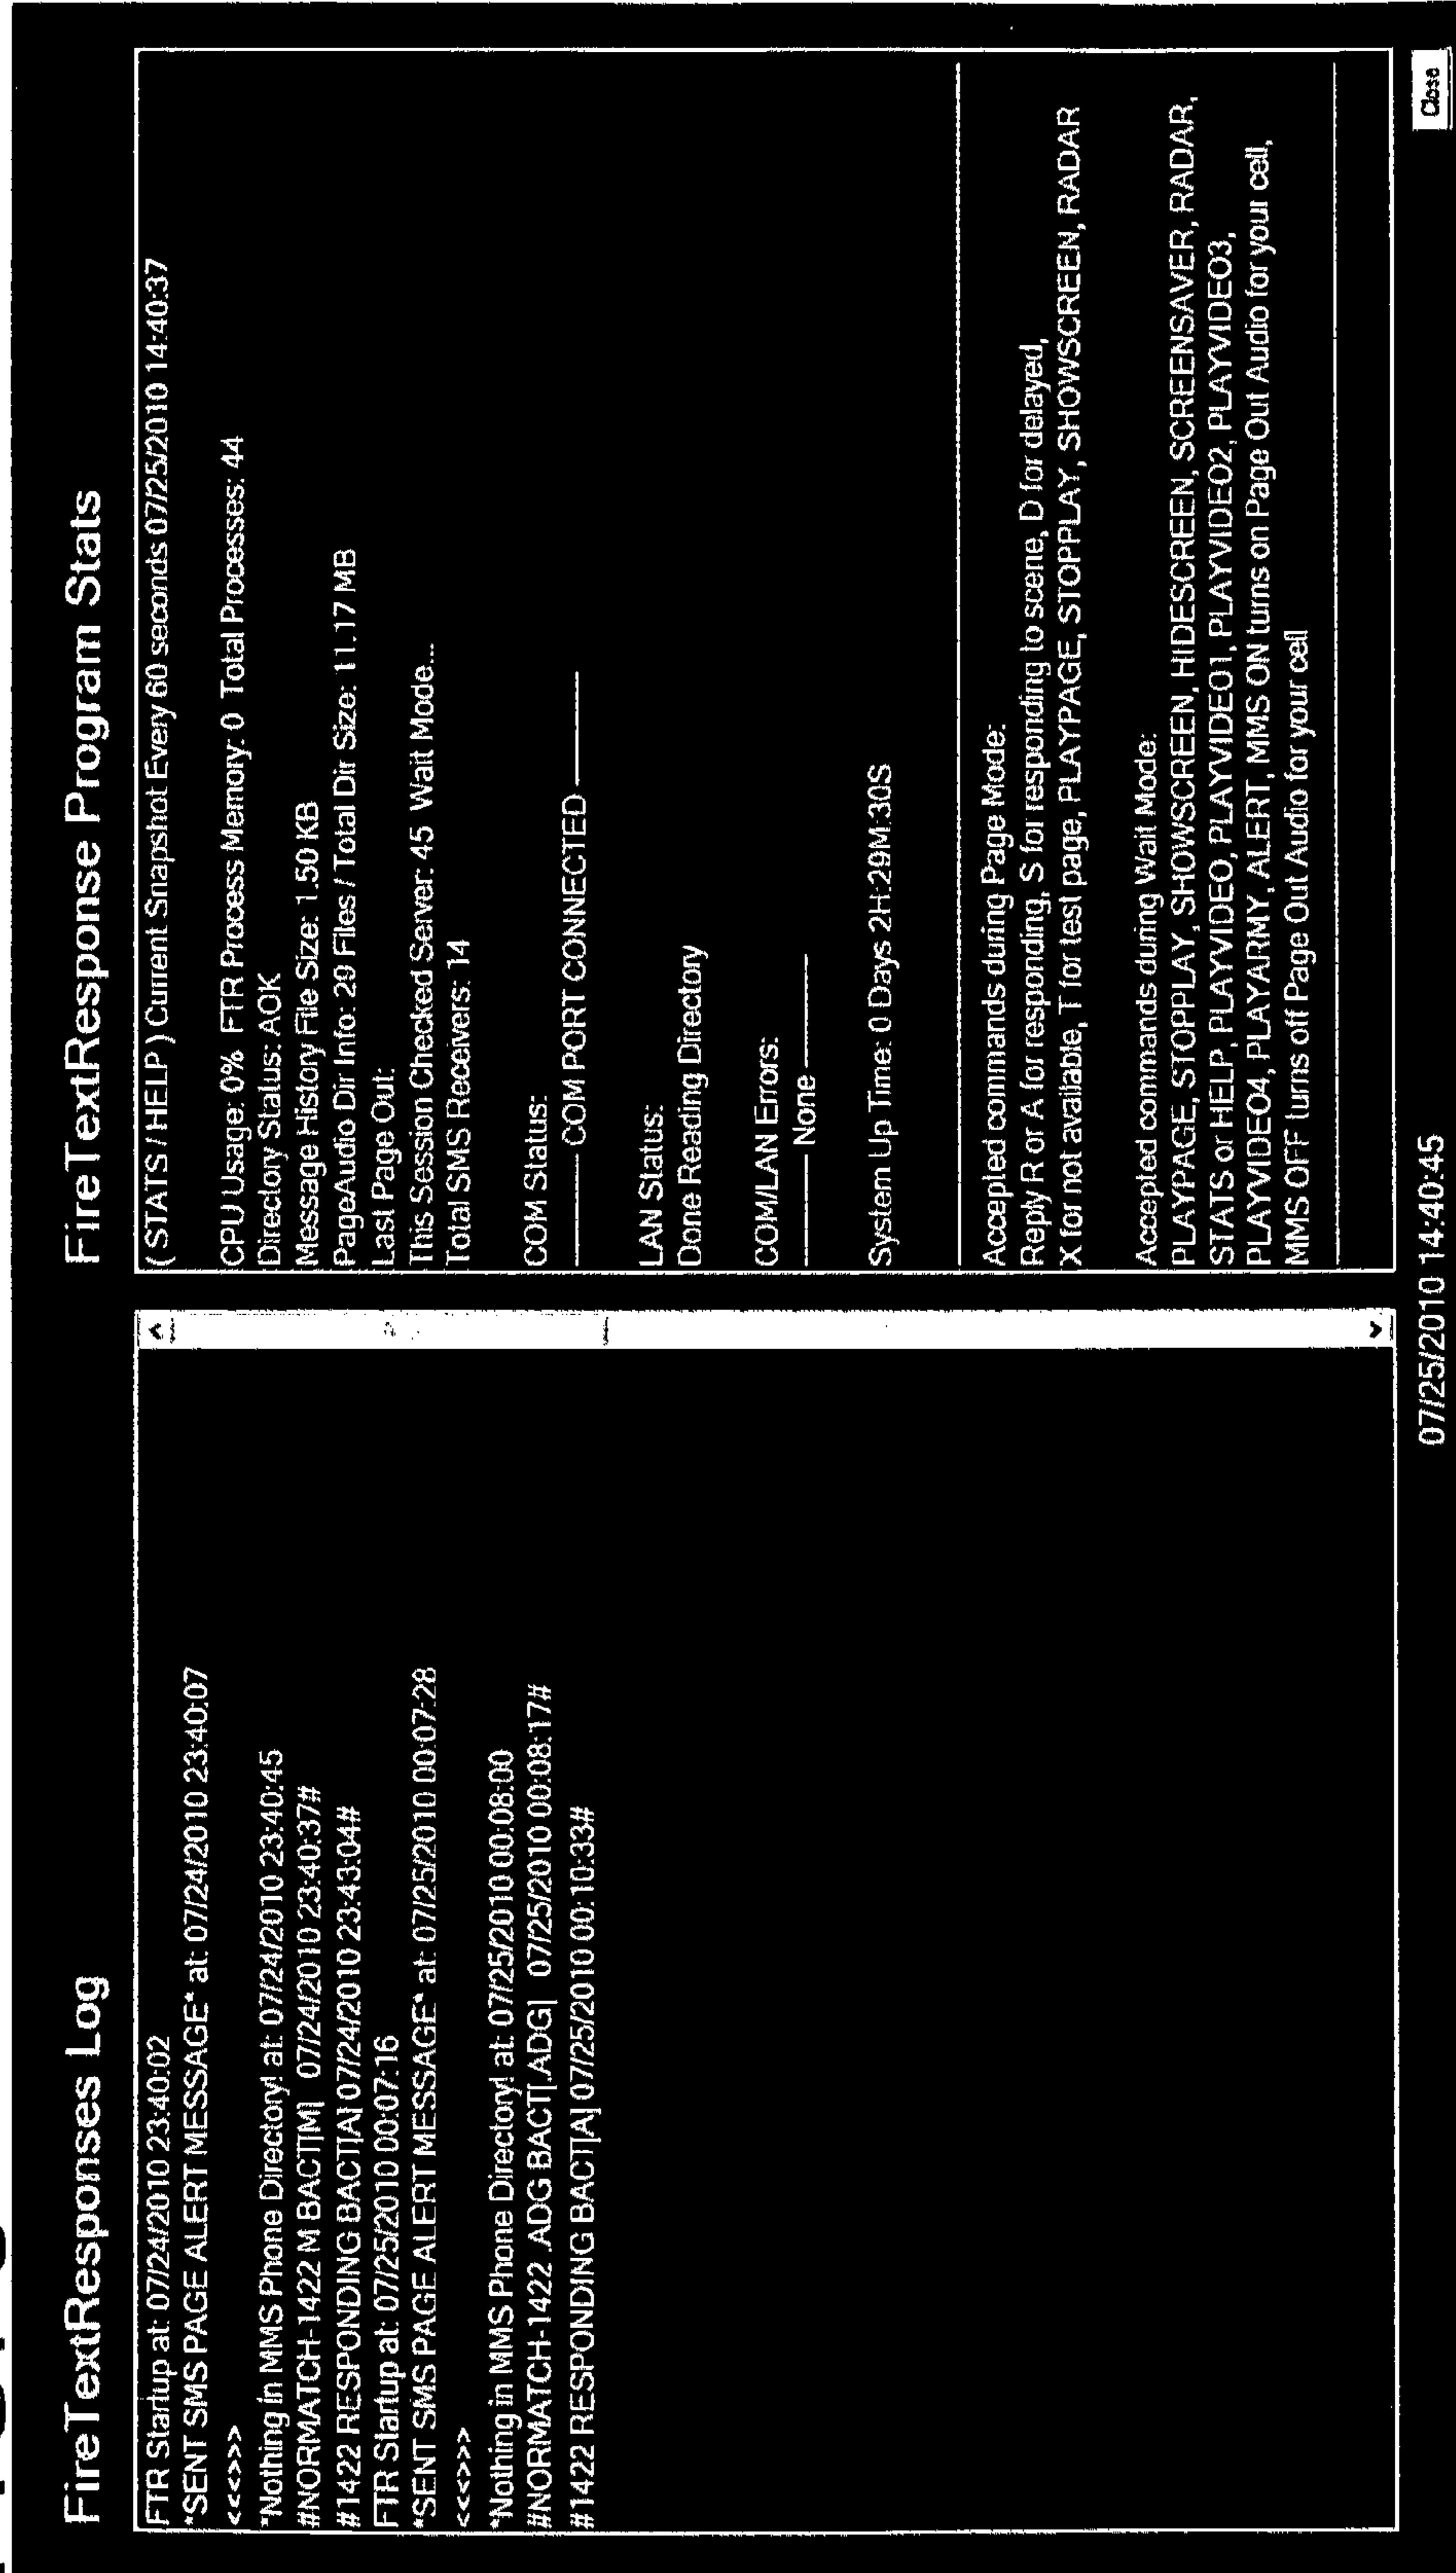 FireTextResponses Log
FTR Startup at: 07/24/2010 23:40:02
*SENT SMS PAGE ALERT MESSAGE* at: 07/24/2010 23:40:07
<<<>>>
*Nothing in MMS Phone Directory! at: 07/24/2010 23:40:45
#NORMATCH-1422 M BACT[M] 07/24/2010 23:40:37#
#1422 RESPONDING BACT[A] 07/24/2010 23:43:04#
FTR Startup at: 07/25/2010 00:07:16
*SENT SMS PAGE ALERT MESSAGE* at: 07/25/2010 00:07:28
<<<>>>
*Nothing in MMS Phone Directory! at: 07/25/2010 00:08:00
#NORMATCH-1422 .ADG BACT[.ADG] 07/25/2010 00:08:17#
#1422 RESPONDING BACT[A] 07/25/2010 00:10:33#
FireTextResponse Program Stats
( STATS / HELP ) Current Snapshot Every 60 seconds 07/25/2010 14:40:37
CPU Usage: 0% FTR Process Memory: 0 Total Processes: 44
Directory Status: AOK
Message History File Size: 1.50 KB
PageAudio Dir Info: 29 Files / Total Dir Size: 11.17 MB
Last Page Out:
This Session Checked Server: 45 Wait Mode...
Total SMS Receivers: 14
COM Status:
———— COM PORT CONNECTED ————
LAN Status:
Done Reading Directory
COM/LAN Errors:
———— None ————
System Up Time: 0 Days 2H:29M:30S
Accepted commands during Page Mode:
Reply R or A for responding, S for responding to scene, D for delayed,
X for not available, T for test page, PLAYPAGE, STOPPLAY, SHOWSCREEN, RADAR
Accepted commands during Wait Mode:
PLAYPAGE, STOPPLAY, SHOWSCREEN, HIDESCREEN, SCREENSAVER, RADAR,
STATS or HELP, PLAYVIDEO, PLAYVIDEO1, PLAYVIDEO2, PLAYVIDEO3,
PLAYVIDEO4, PLAYARMY, ALERT, MMS ON turns on Page Out Audio for your cell,
MMS OFF turns off Page Out Audio for your cell
07/25/2010 14:40:45
Close